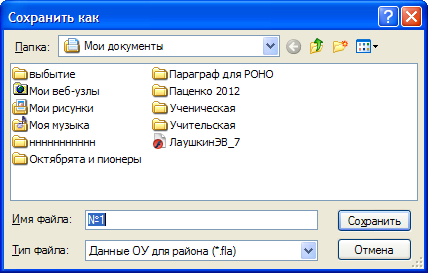 Сохранить как
Папка: Мои документы
выбытие
Мои веб-узлы
Мои рисунки
Моя музыка
ннннннннннн
Октябрята и пионеры
Параграф для РОНО
Паценко 2012
Ученическая
Учительская
ЛаушкинЭВ_7
Имя файла: №1 Сохранить
Тип файла: Данные ОУ для района (*.fla) Отмена